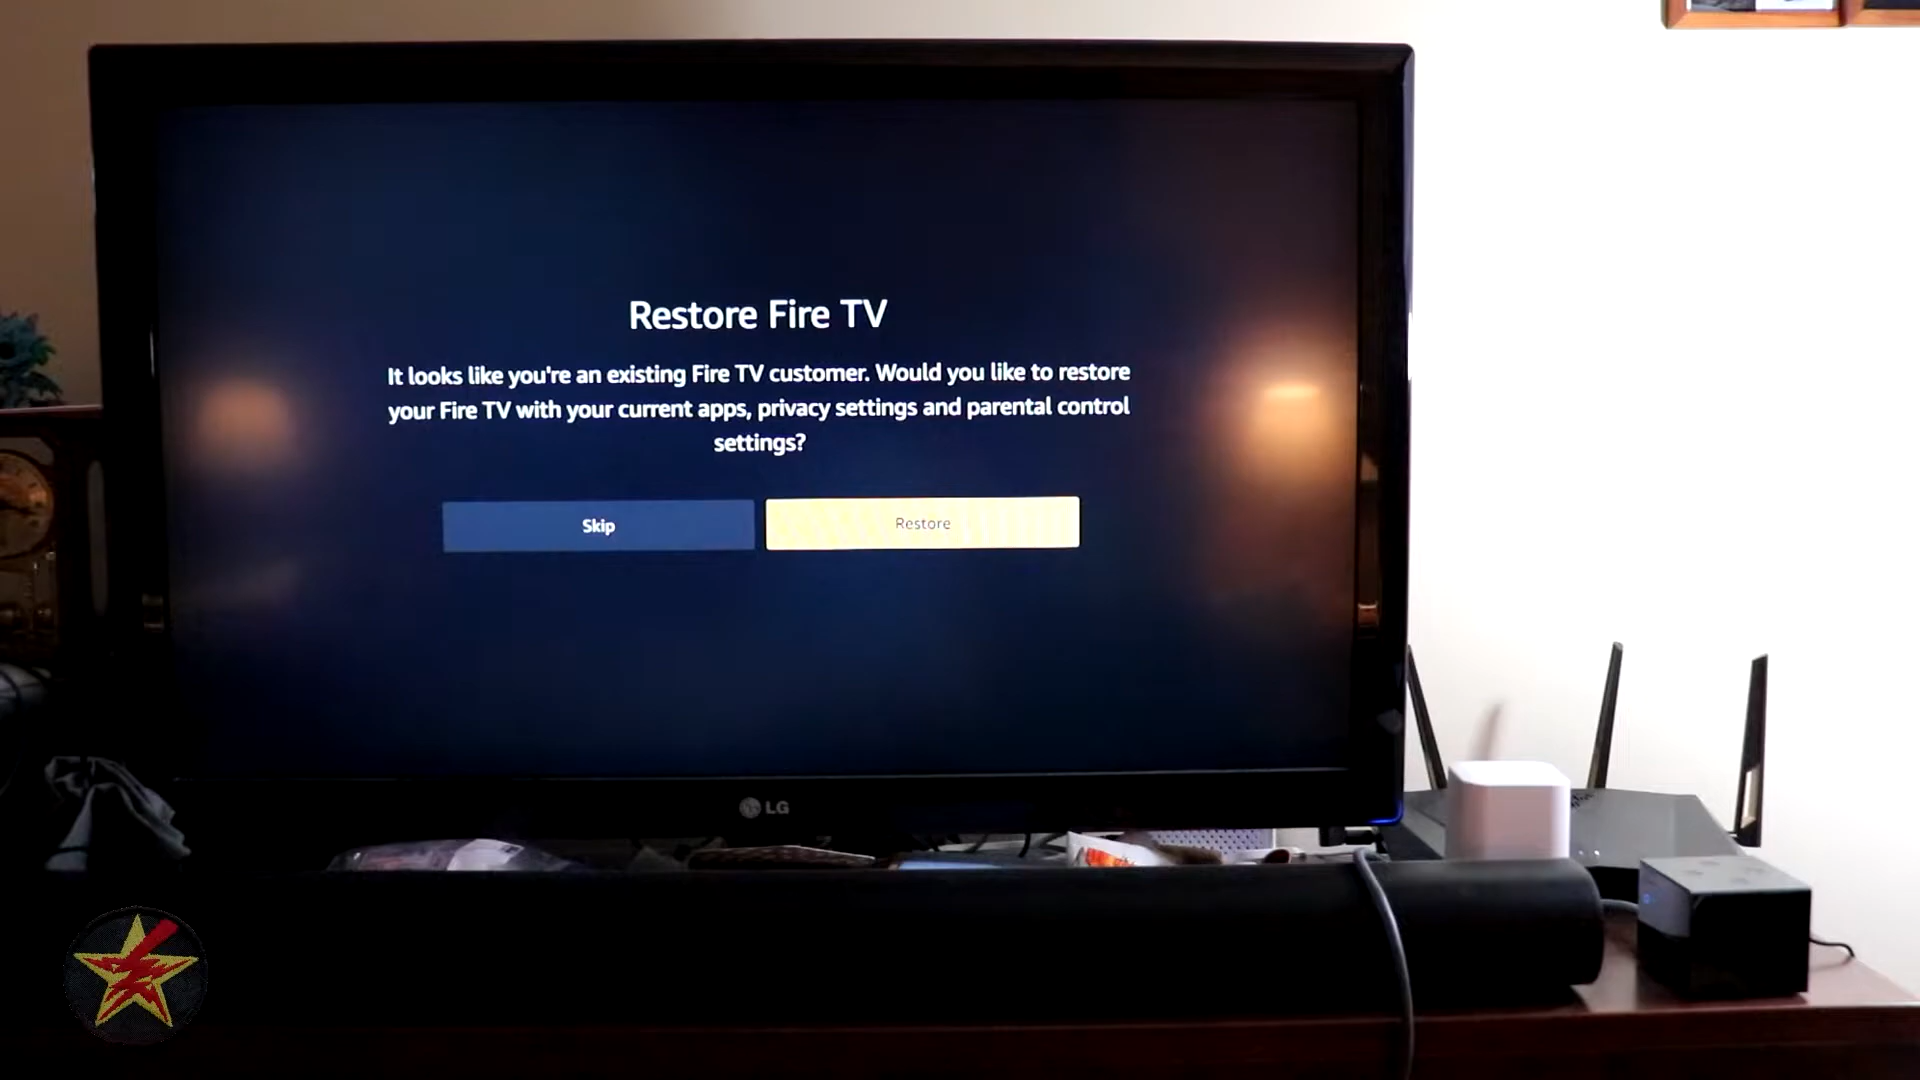 Restore Fire TV
It looks like you're an existing Fire TV customer. Would you like to restore
your Fire TV with your current apps, privacy settings and parental control
settings?
Skip
Restore
LG